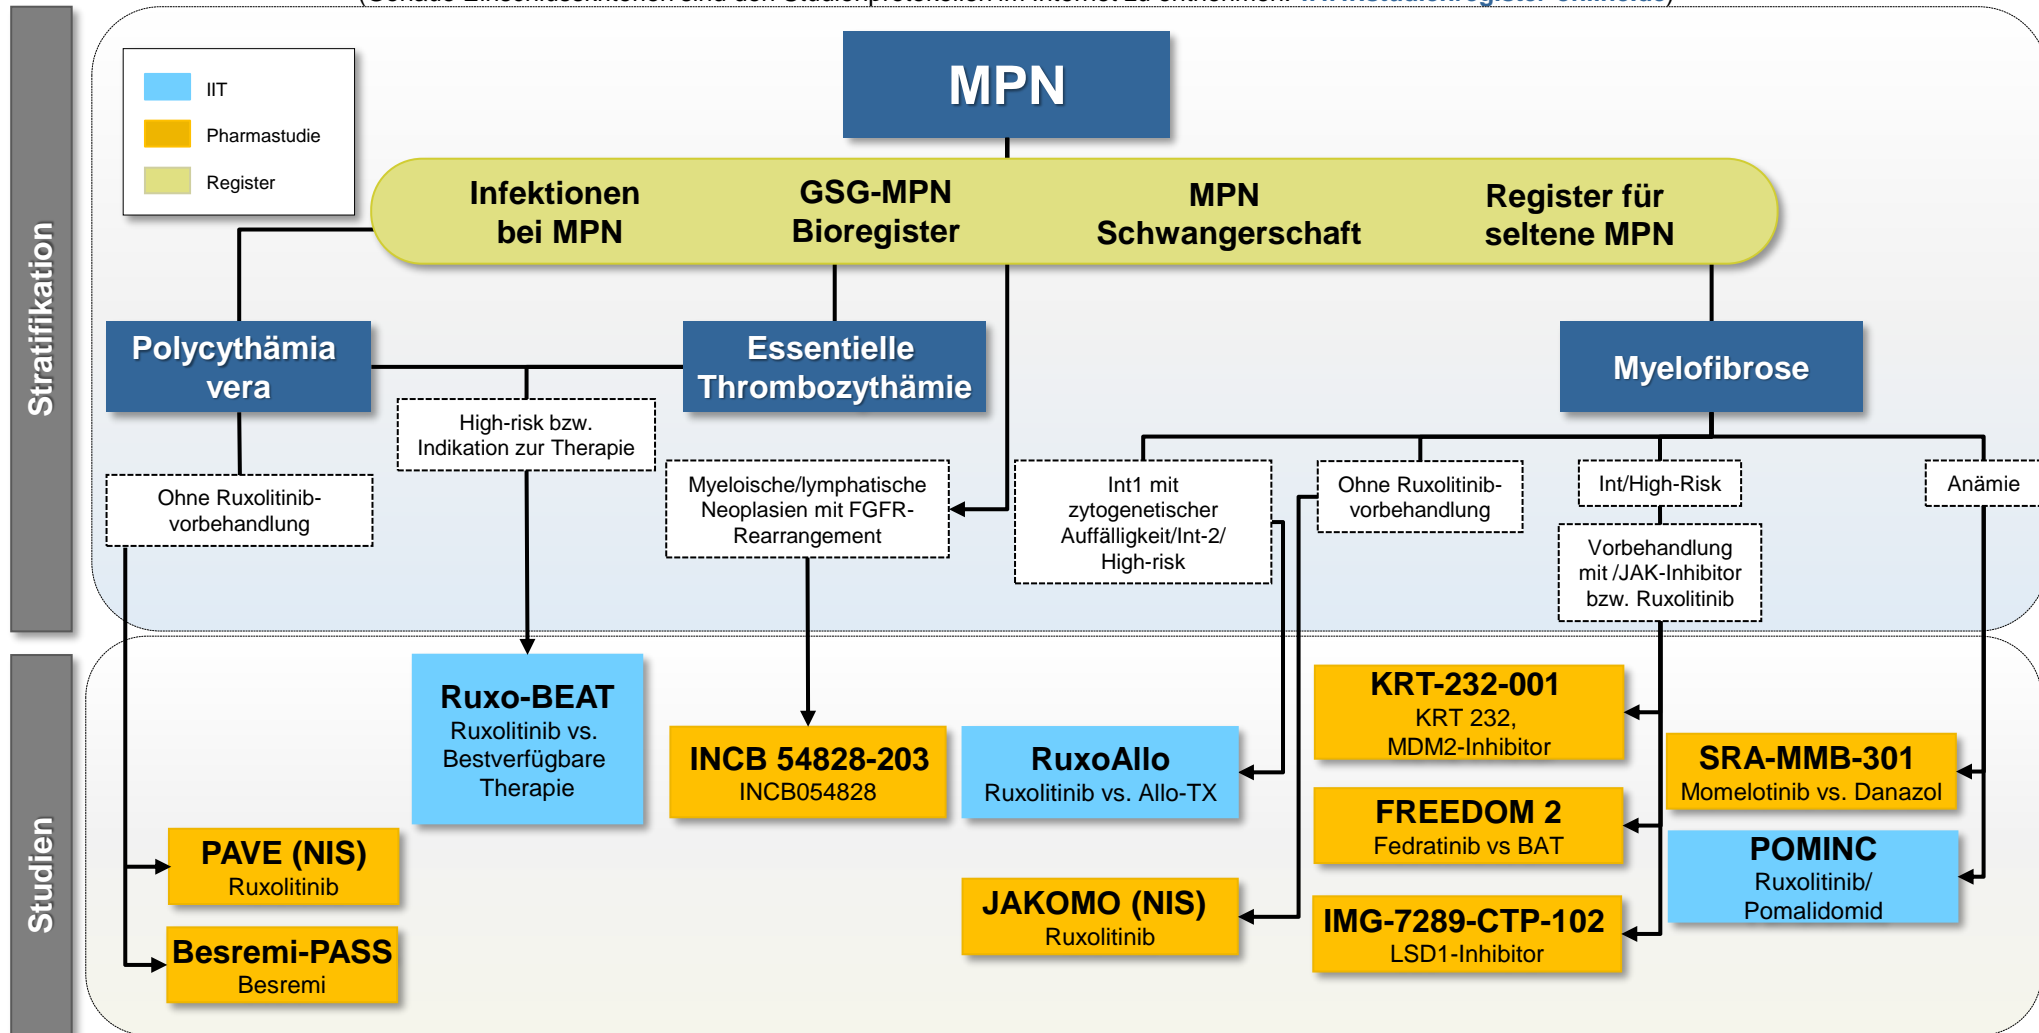 MPN
IIT
Pharmastudie
Register
Infektionen
bei MPN
GSG-MPN
Bioregister
MPN
Schwangerschaft
Register für
seltene MPN
Stratifikation
Polycythämia
vera
Essentielle
Thrombozythämie
Myelofibrose
High-risk bzw.
Indikation zur Therapie
Ohne Ruxolitinib-
vorbehandlung
Myeloische/lymphatische
Neoplasien mit FGFR-
Rearrangement
Int1 mit
zytogenetischer
Auffälligkeit/Int-2/
High-risk
Ohne Ruxolitinib-
vorbehandlung
Int/High-Risk
Anämie
Vorbehandlung
mit /JAK-Inhibitor
bzw. Ruxolitinib
Studien
Ruxo-BEAT
Ruxolitinib vs.
Bestverfügbare
Therapie
INCB 54828-203
INCB054828
RuxoAllo
Ruxolitinib vs. Allo-TX
KRT-232-001
KRT 232,
MDM2-Inhibitor
SRA-MMB-301
Momelotinib vs. Danazol
FREEDOM 2
Fedratinib vs BAT
POMINC
Ruxolitinib/
Pomalidomid
PAVE (NIS)
Ruxolitinib
JAKOMO (NIS)
Ruxolitinib
IMG-7289-CTP-102
LSD1-Inhibitor
Besremi-PASS
Besremi